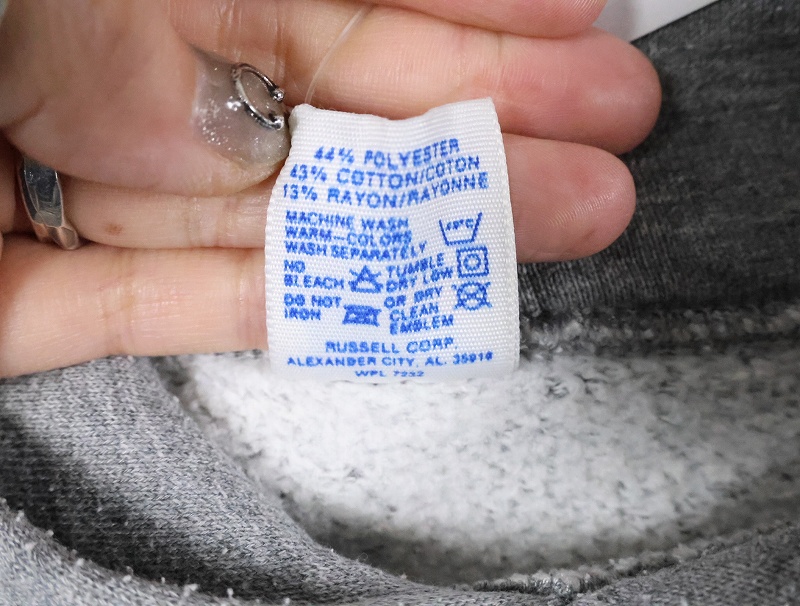 44% POLYESTER
43% COTTON/COTON
13% RAYON/RAYONNE
MACHINE WASH
WARM—COLORS
WASH SEPARATELY
40°C
NO
BLEACH
TUMBLE
DRY LOW
DO NOT
IRON
OR DRY
CLEAN
EMBLEM
RUSSELL CORP.
ALEXANDER CITY, AL. 35010
WPL 7232